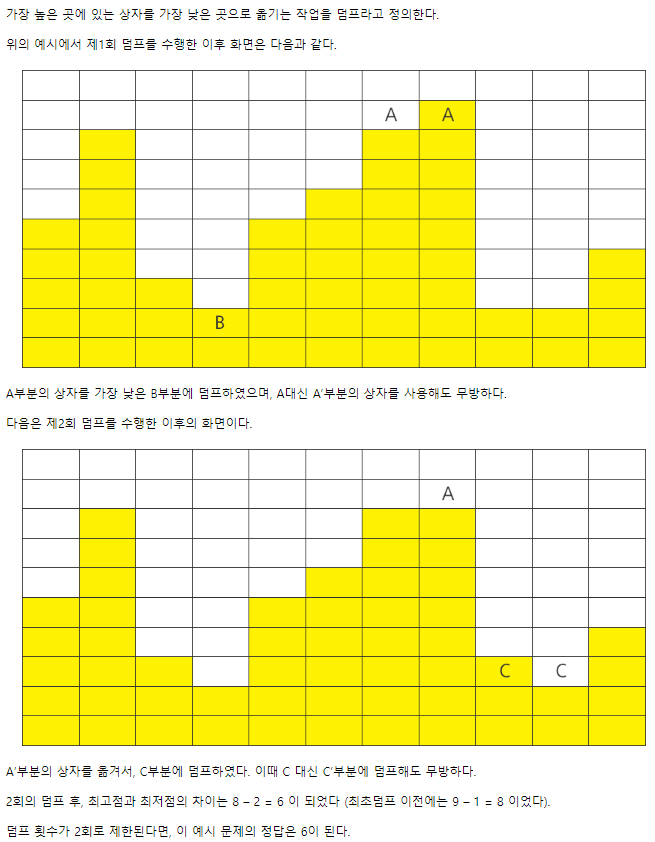 가장 높은 곳에 있는 상자를 가장 낮은 곳으로 옮기는 작업을 덤프라고 정의한다.
위의 예시에서 제1회 덤프를 수행한 이후 화면은 다음과 같다.
A A
B
A부분의 상자를 가장 낮은 B부분에 덤프하였으며, A대신 A’부분의 상자를 사용해도 무방하다.
다음은 제2회 덤프를 수행한 이후의 화면이다.
A
C C
A’부분의 상자를 옮겨서, C부분에 덤프하였다. 이때 C 대신 C’부분에 덤프해도 무방하다.
2회의 덤프 후, 최고점과 최저점의 차이는 8 – 2 = 6 이 되었다 (최초덤프 이전에는 9 – 1 = 8 이었다).
덤프 횟수가 2회로 제한된다면, 이 예시 문제의 정답은 6이 된다.